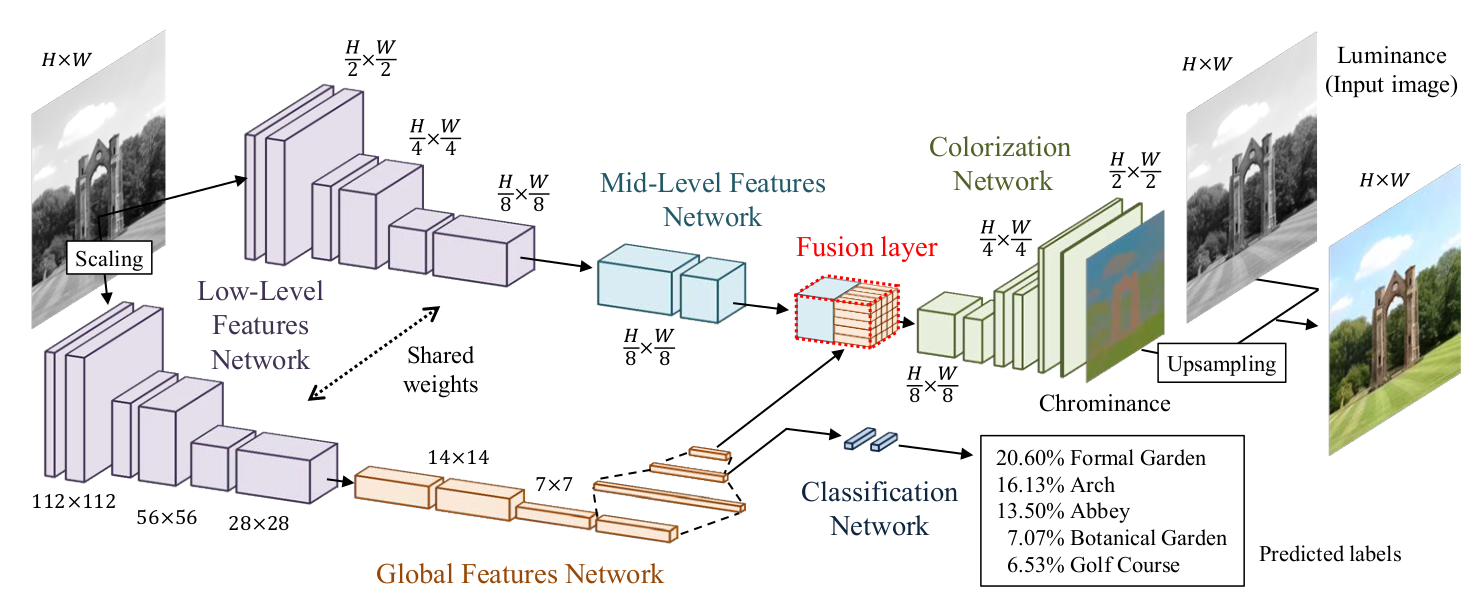 H×W
Scaling
H/2×W/2
H/4×W/4
H/8×W/8
Low-Level
Features
Network
Shared
weights
112×112
56×56
28×28
Mid-Level Features
Network
H/8×W/8
Fusion layer
14×14
7×7
Global Features Network
Colorization
Network
H/8×W/8
H/4×W/4
H/2×W/2
Chrominance
Classification
Network
20.60% Formal Garden
16.13% Arch
13.50% Abbey
7.07% Botanical Garden
6.53% Golf Course
Predicted labels
H×W
Luminance
(Input image)
H×W
Upsampling